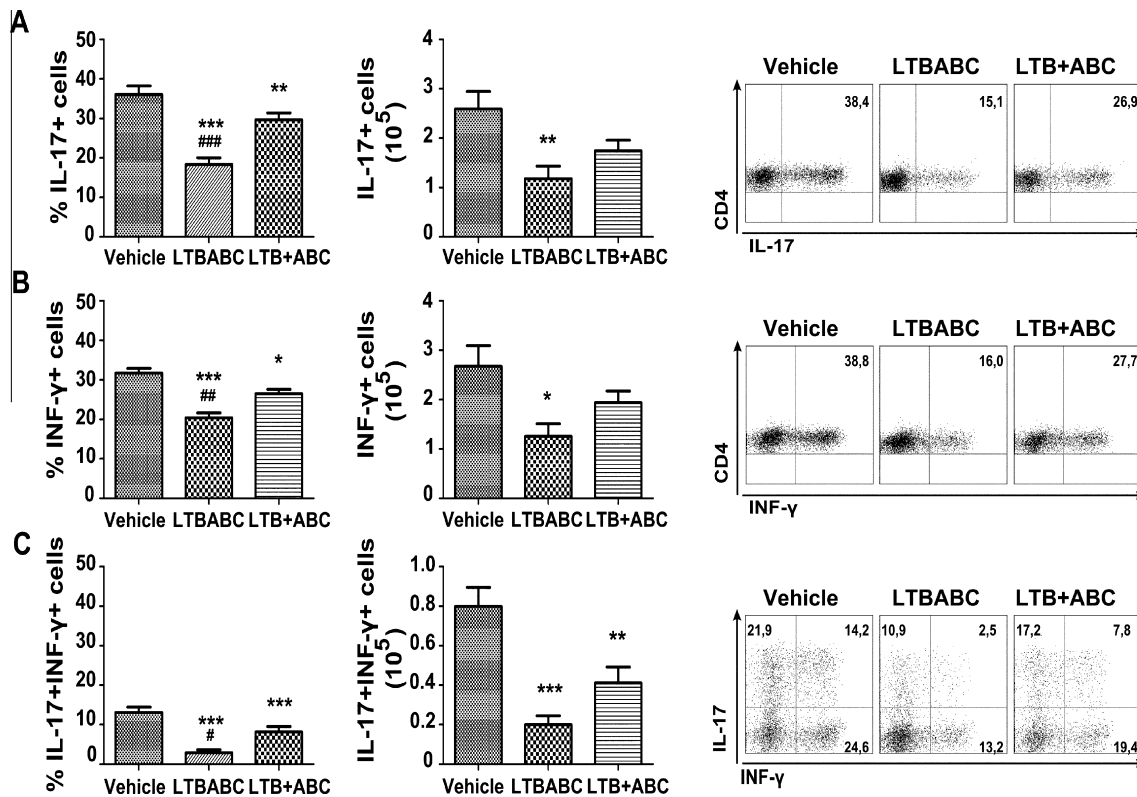 A
% IL-17+ cells
50
40
30
20
10
0
***
###
**
Vehicle LTBABC LTB+ABC
IL-17+ cells
(10^5)
4
3
2
1
0
**
Vehicle LTBABC LTB+ABC
Vehicle LTBABC LTB+ABC
38,4 15,1 26,9
CD4
IL-17
B
% INF-γ+ cells
50
40
30
20
10
0
***
##
*
Vehicle LTBABC LTB+ABC
INF-γ+ cells
(10^5)
4
3
2
1
0
*
Vehicle LTBABC LTB+ABC
Vehicle LTBABC LTB+ABC
38,8 16,0 27,7
CD4
INF-γ
C
% IL-17+INF-γ+ cells
50
40
30
20
10
0
***
#
***
Vehicle LTBABC LTB+ABC
IL-17+INF-γ+ cells
(10^5)
1.0
0.8
0.6
0.4
0.2
0.0
***
**
Vehicle LTBABC LTB+ABC
Vehicle LTBABC LTB+ABC
21,9 14,2 10,9 2,5 17,2 7,8
24,6 13,2 19,4
IL-17
INF-γ